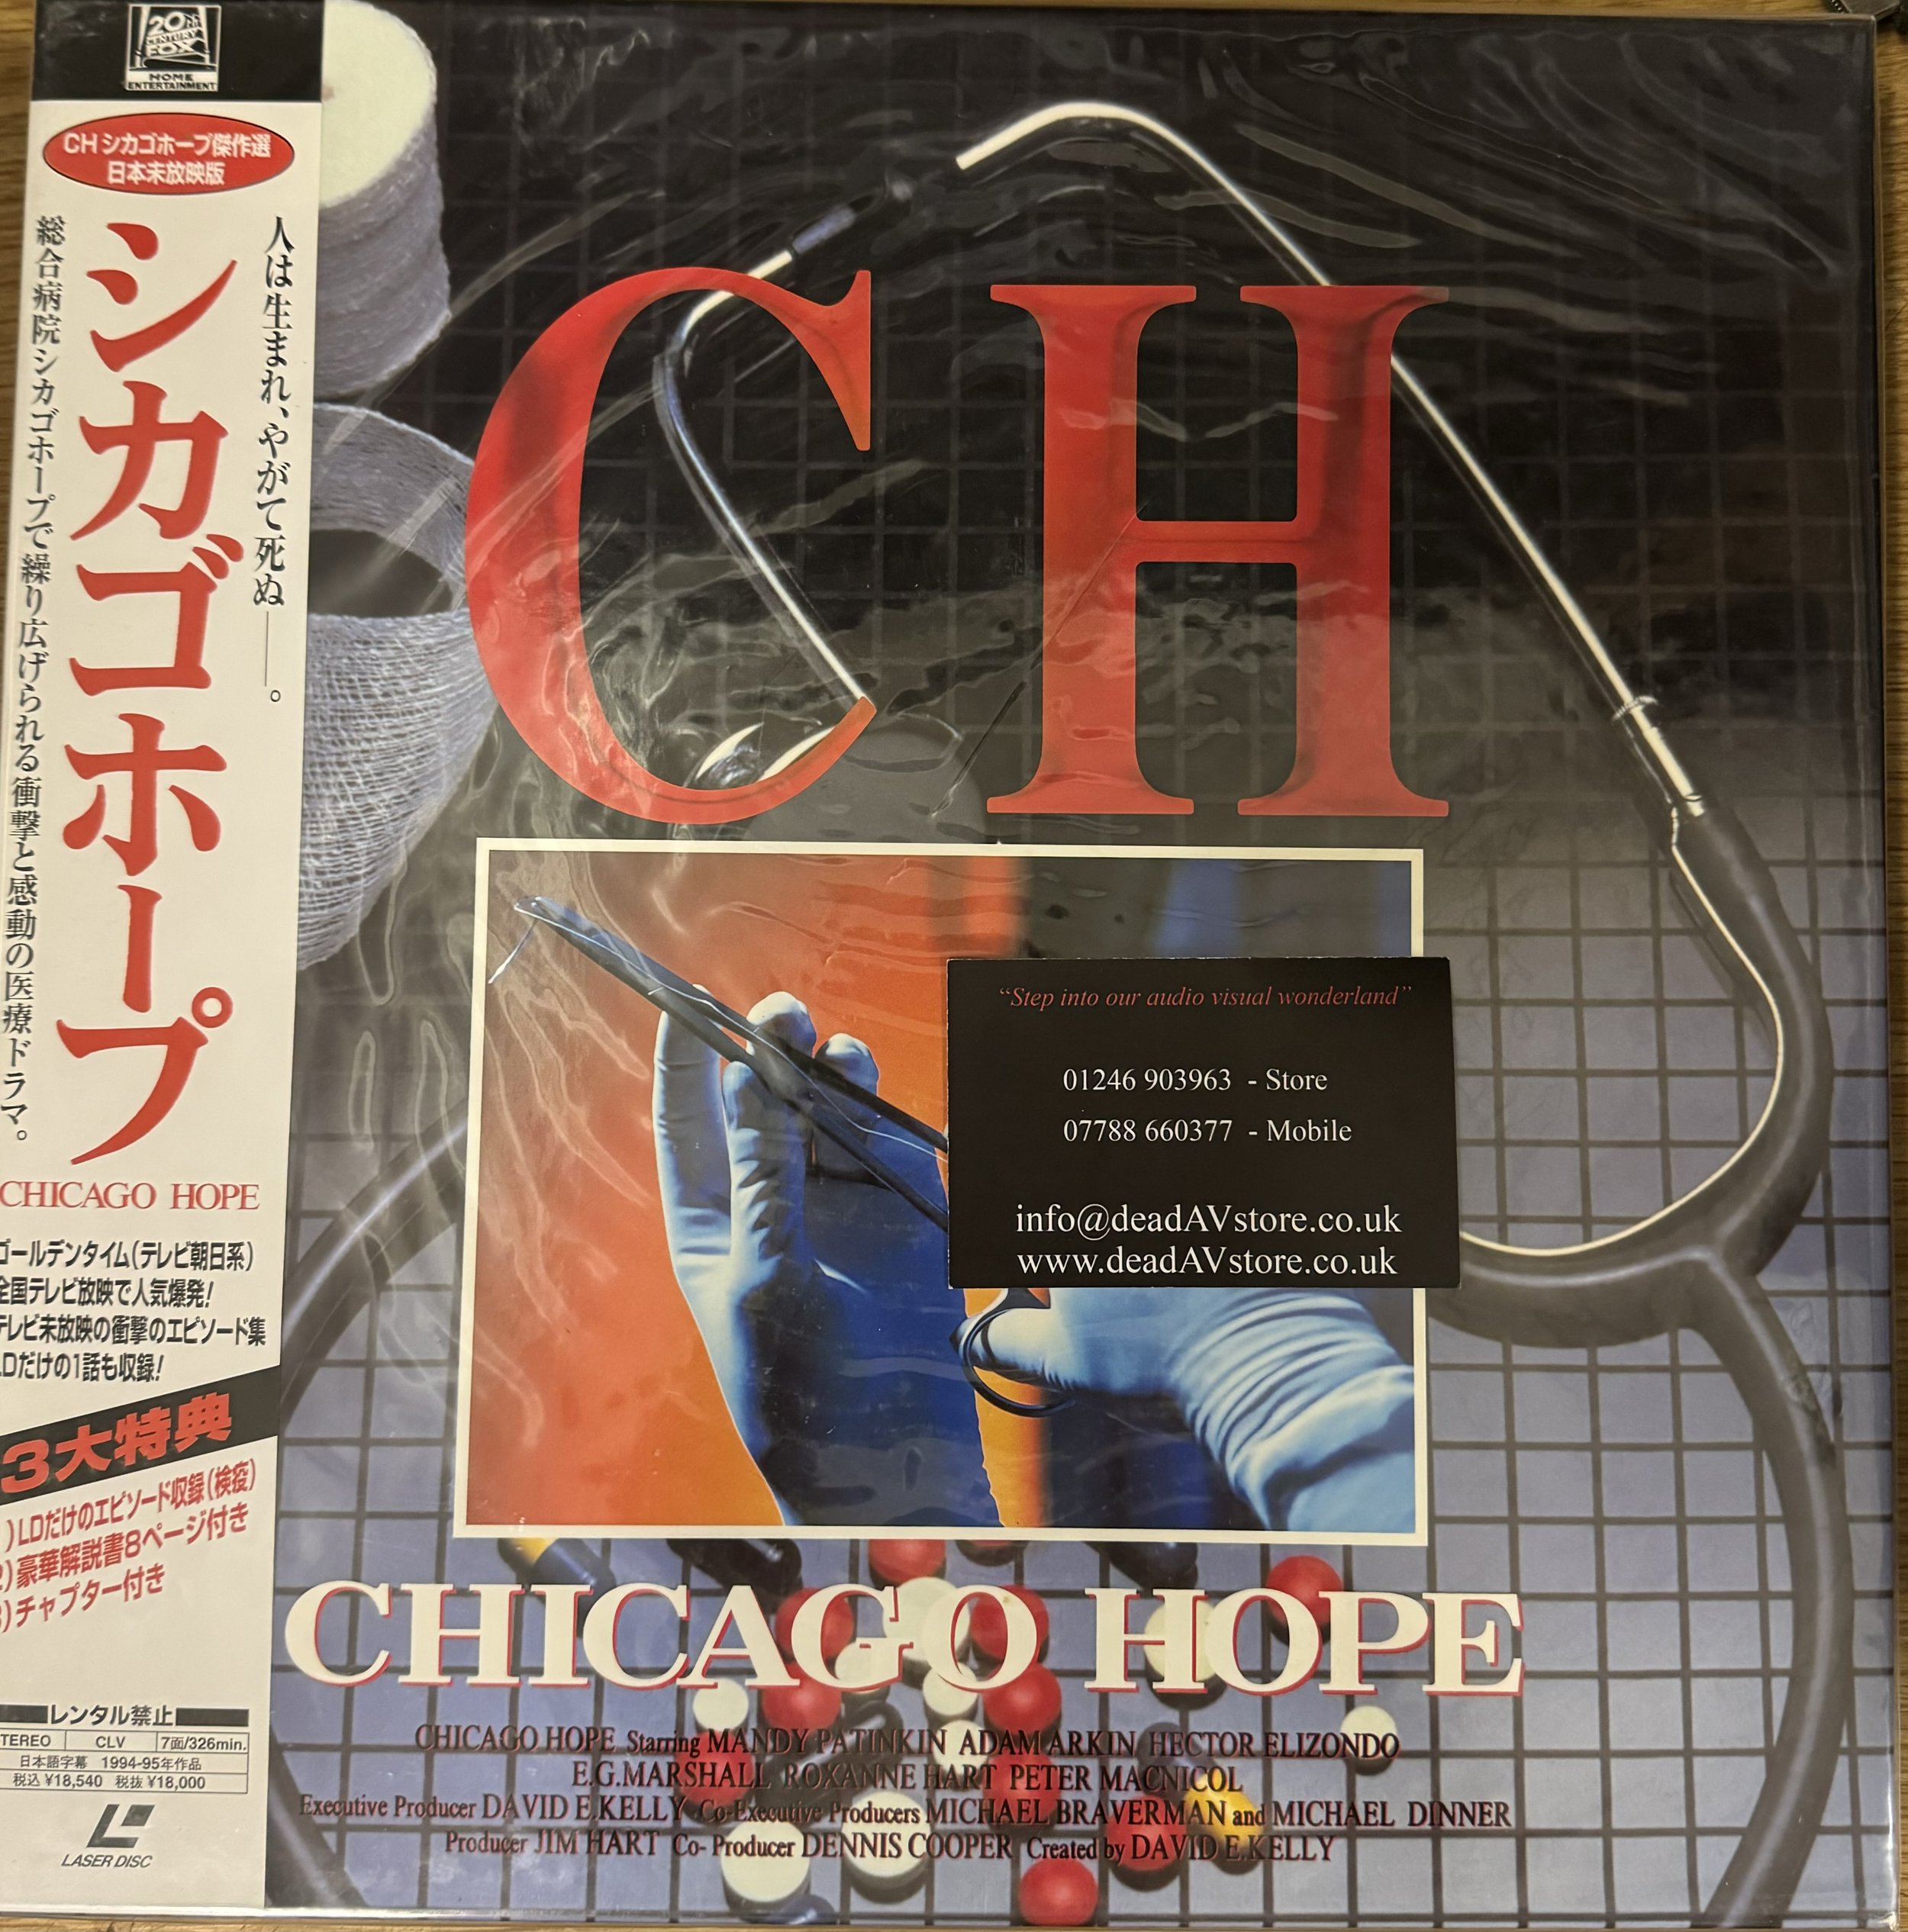 20TH
CENTURY
FOX
HOME
ENTERTAINMENT
CH シカゴホープ傑作選
日本未放映版
人は生まれ、やがて死ぬ――。
シカゴホープ
総合病院シカゴホープで繰り広げられる衝撃と感動の医療ドラマ。
CHICAGO HOPE
ゴールデンタイム(テレビ朝日系)
全国テレビ放映で人気爆発!
テレビ未放映の衝撃のエピソード集
LDだけの1話も収録!
3大特典
)LDだけのエピソード収録(検疫)
2)豪華解説書8ページ付き
3)チャプター付き
レンタル禁止
TEREO CLV 7面/326min.
日本語字幕 1994-95年作品
税込 ¥18,540 税抜 ¥18,000
LASER DISC
CH
“Step into our audio visual wonderland”
01246 903963 - Store
07788 660377 - Mobile
info@deadAVstore.co.uk
www.deadAVstore.co.uk
CHICAGO HOPE
CHICAGO HOPE Starring MANDY PATINKIN ADAM ARKIN HECTOR ELIZONDO
E.G.MARSHALL ROXANNE HART PETER MACNICOL
Executive Producer DAVID E.KELLY Co-Executive Producers MICHAEL BRAVERMAN and MICHAEL DINNER
Producer JIM HART Co-Producer DENNIS COOPER Created by DAVID E.KELLY